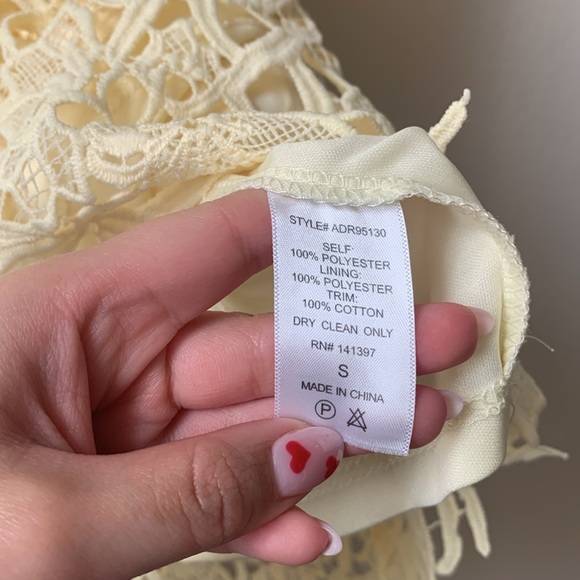 STYLE# ADR95130
SELF:
100% POLYESTER
LINING:
100% POLYESTER
TRIM:
100% COTTON
DRY CLEAN ONLY
RN# 141397
S
MADE IN CHINA
P